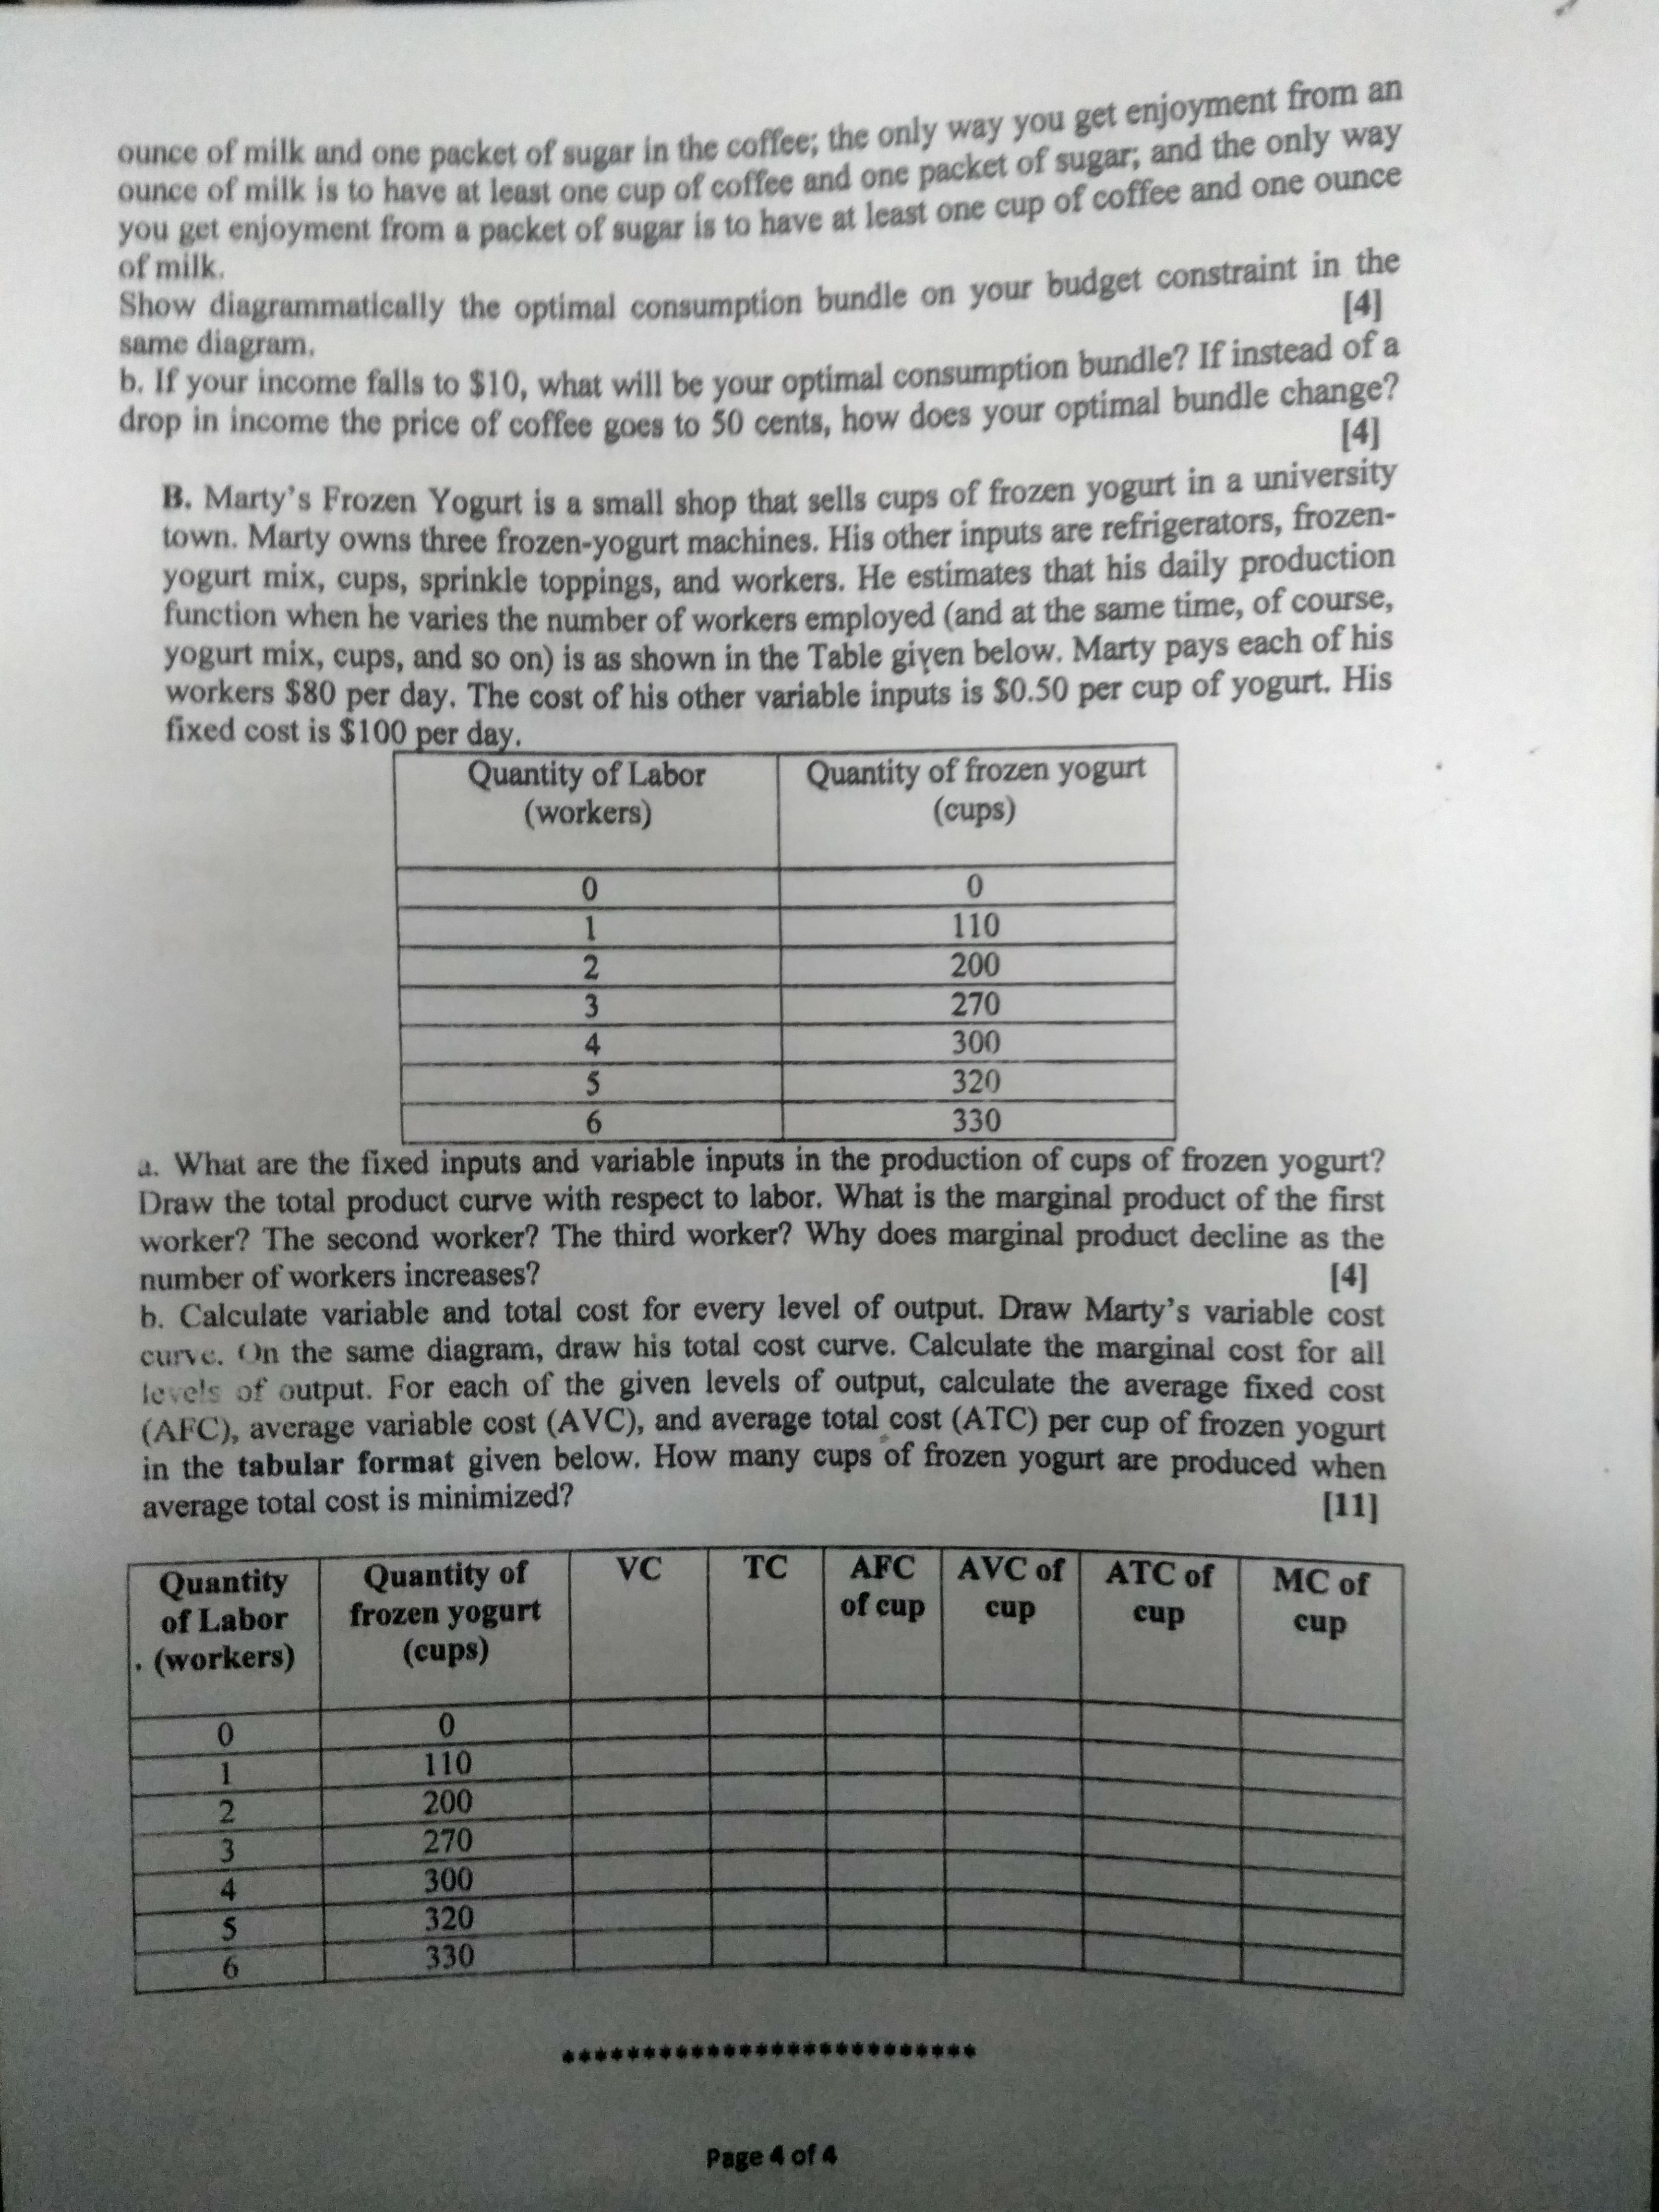 ounce of milk and one packet of sugar in the coffee; the only way you get enjoyment from an
ounce of milk is to have at least one cup of coffee and one packet of sugar; and the only way
you get enjoyment from a packet of sugar is to have at least one cup of coffee and one ounce
of milk.
Show diagrammatically the optimal consumption bundle on your budget constraint in the
same diagram. [4]
b. If your income falls to $10, what will be your optimal consumption bundle? If instead of a
drop in income the price of coffee goes to 50 cents, how does your optimal bundle change?
[4]
B. Marty's Frozen Yogurt is a small shop that sells cups of frozen yogurt in a university
town. Marty owns three frozen-yogurt machines. His other inputs are refrigerators, frozen-
yogurt mix, cups, sprinkle toppings, and workers. He estimates that his daily production
function when he varies the number of workers employed (and at the same time, of course,
yogurt mix, cups, and so on) is as shown in the Table given below. Marty pays each of his
workers $80 per day. The cost of his other variable inputs is $0.50 per cup of yogurt. His
fixed cost is $100 per day.
Quantity of Labor Quantity of frozen yogurt
(workers) (cups)
0 0
1 110
2 200
3 270
4 300
5 320
6 330
a. What are the fixed inputs and variable inputs in the production of cups of frozen yogurt?
Draw the total product curve with respect to labor. What is the marginal product of the first
worker? The second worker? The third worker? Why does marginal product decline as the
number of workers increases? [4]
b. Calculate variable and total cost for every level of output. Draw Marty's variable cost
curve. On the same diagram, draw his total cost curve. Calculate the marginal cost for all
levels of output. For each of the given levels of output, calculate the average fixed cost
(AFC), average variable cost (AVC), and average total cost (ATC) per cup of frozen yogurt
in the tabular format given below. How many cups of frozen yogurt are produced when
average total cost is minimized? [11]
Quantity Quantity of VC TC AFC AVC of ATC of MC of
of Labor frozen yogurt of cup cup cup cup
. (workers) (cups)
0 0
1 110
2 200
3 270
4 300
5 320
6 330
**************************
Page 4 of 4